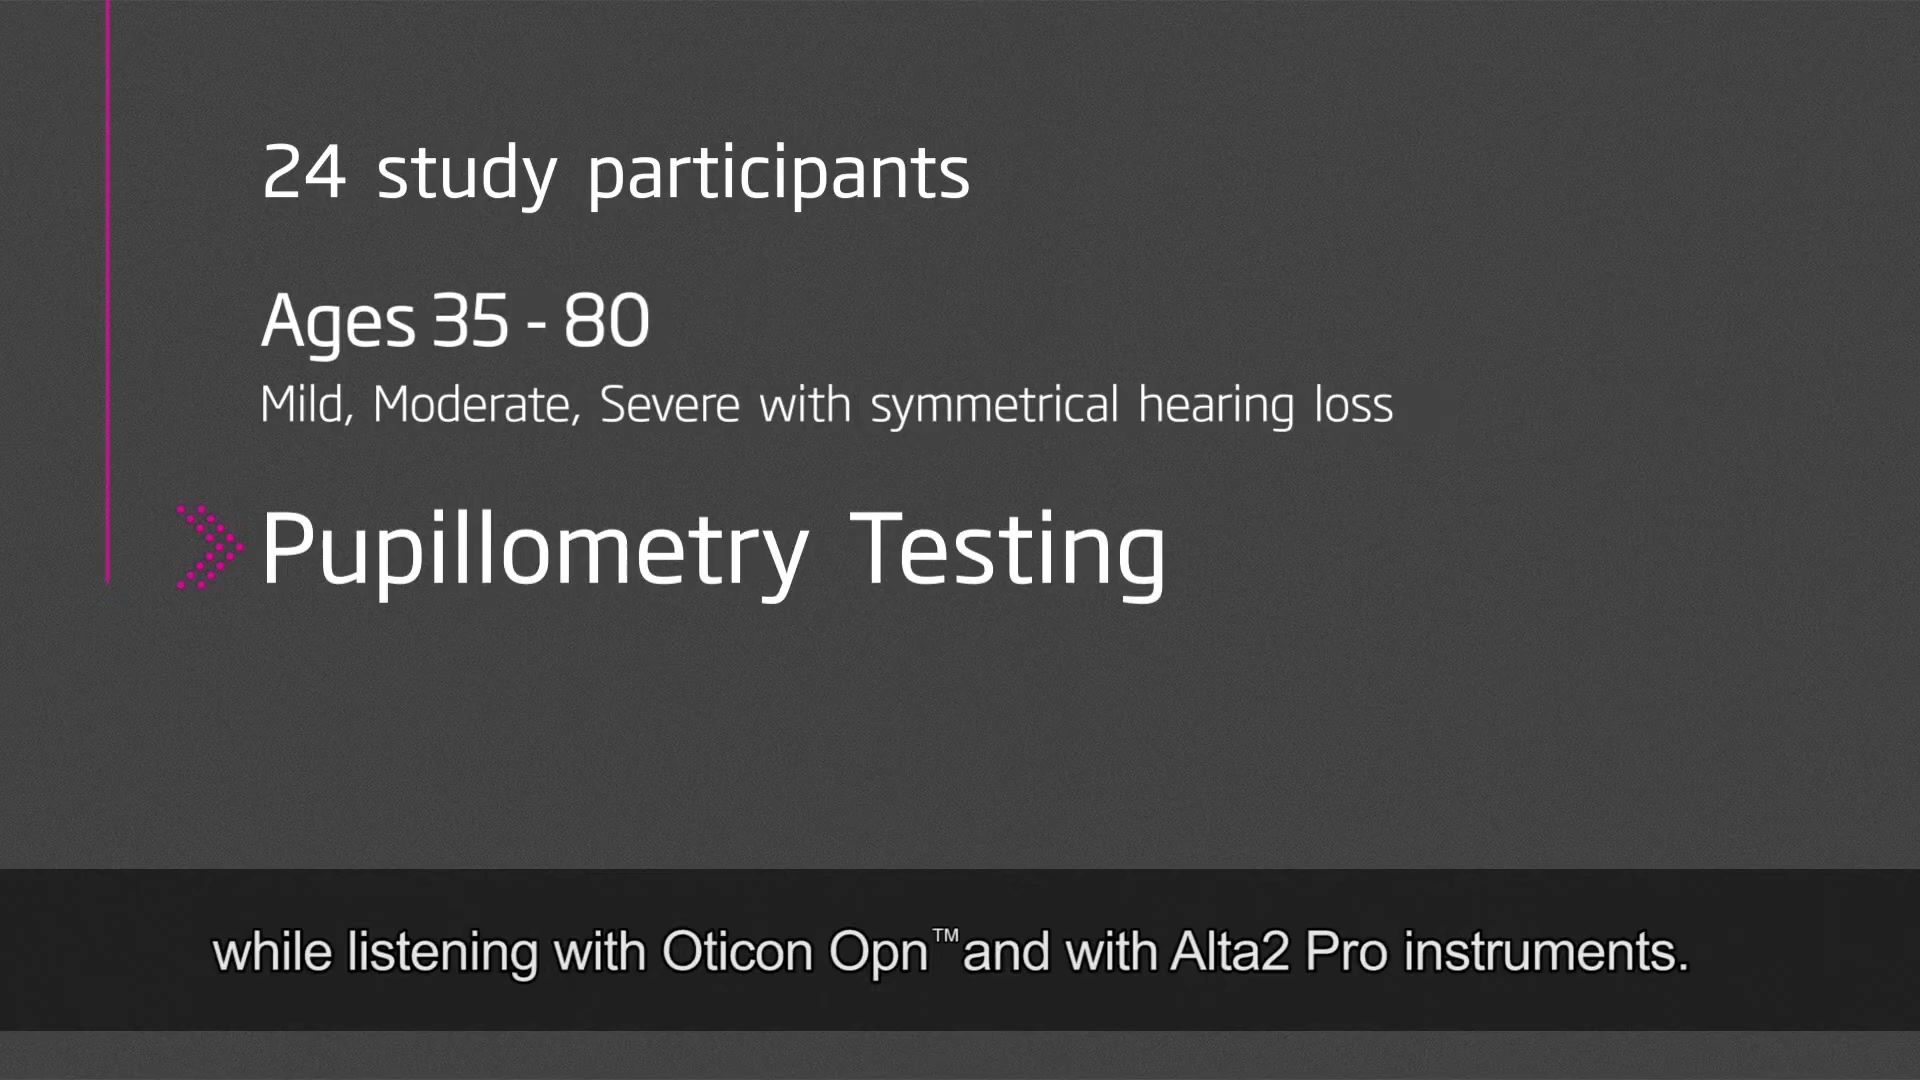 24 study participants
Ages 35 - 80
Mild, Moderate, Severe with symmetrical hearing loss
Pupillometry Testing
while listening with Oticon Opn™ and with Alta2 Pro instruments.